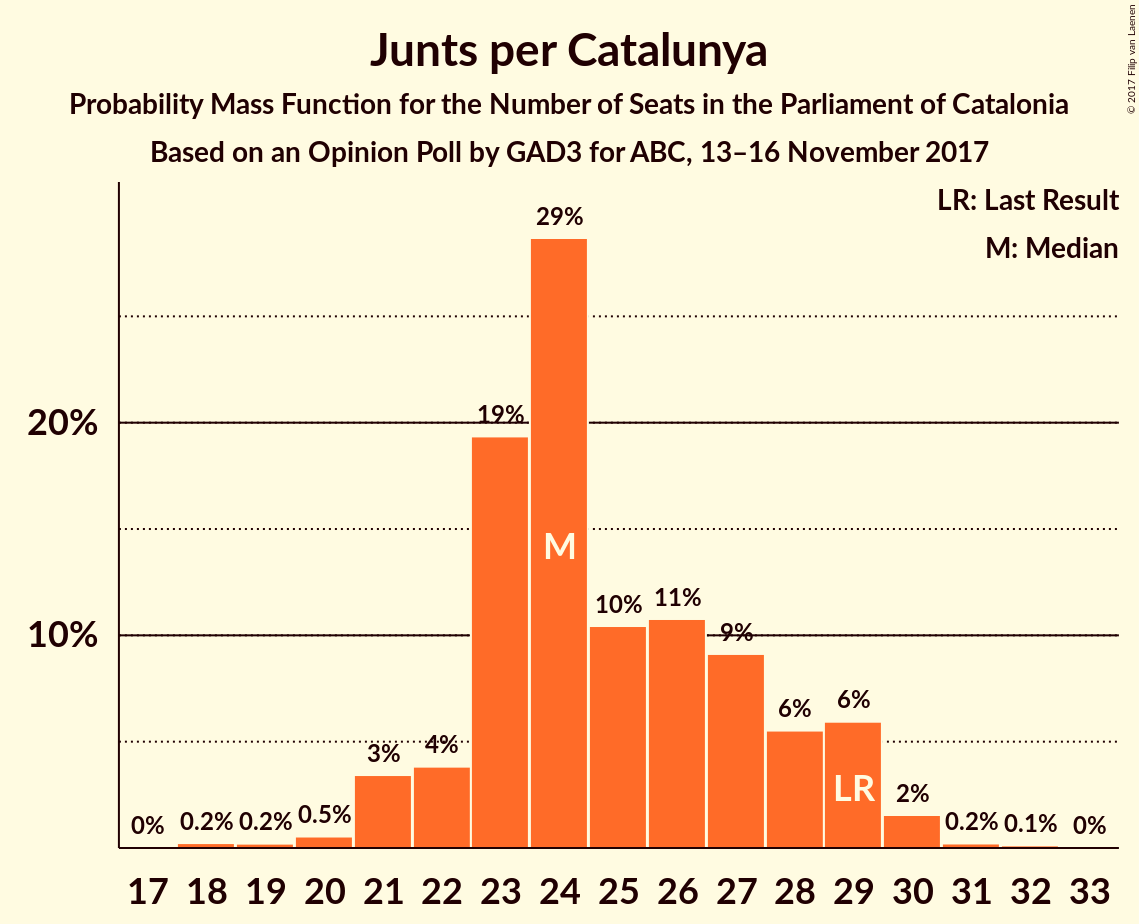 Junts per Catalunya
Probability Mass Function for the Number of Seats in the Parliament of Catalonia
Based on an Opinion Poll by GAD3 for ABC, 13–16 November 2017
© 2017 Filip van Laenen
LR: Last Result
M: Median
29%
19%
20%
M
10%
11%
9%
10%
6%
6%
3%
4%
LR
2%
0%
0.2%
0.2%
0.5%
0.2%
0.1%
0%
17 18 19 20 21 22 23 24 25 26 27 28 29 30 31 32 33